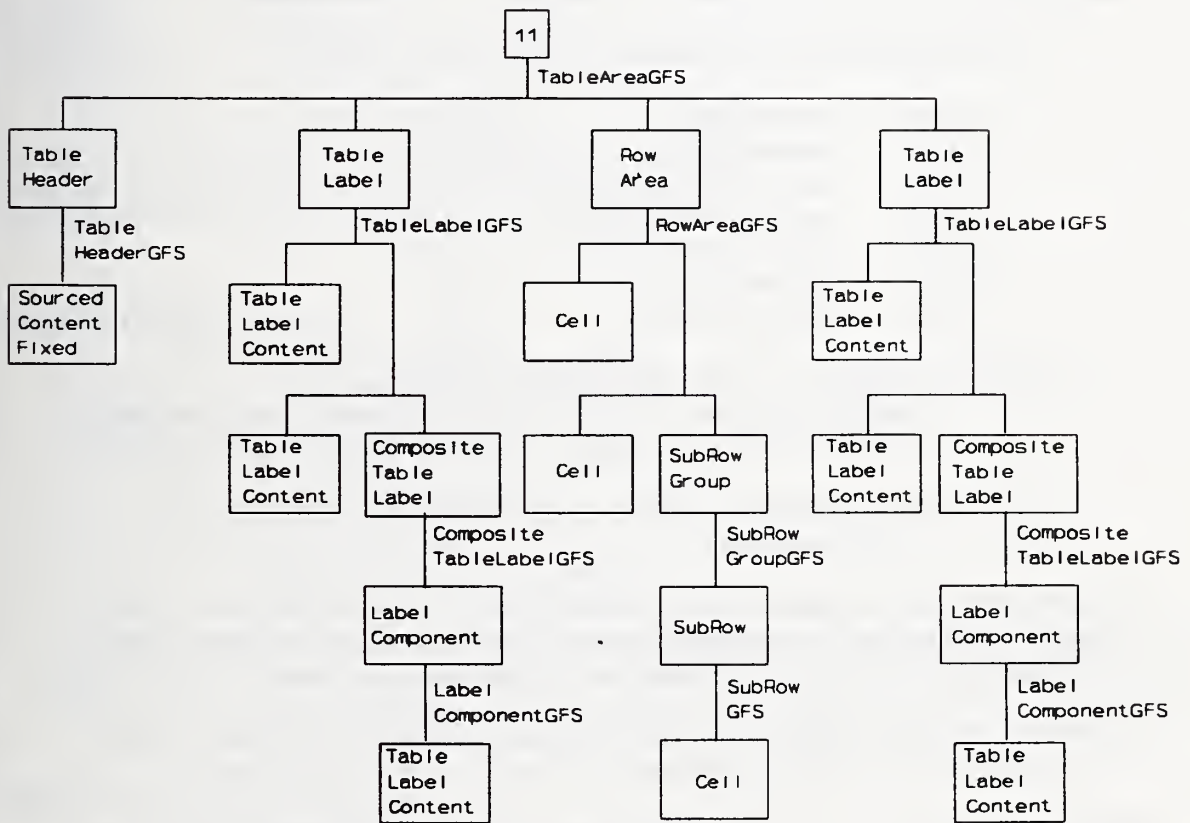 11
TableAreaGFS
Table
Header
Table
Label
Row
Area
Table
Label
Table
HeaderGFS
TableLabelGFS
RowAreaGFS
TableLabelGFS
Sourced
Content
Fixed
Table
Label
Content
Cell
Table
Label
Content
Table
Label
Content
Composite
Table
Label
Cell
SubRow
Group
Table
Label
Content
Composite
Table
Label
Composite
TableLabelGFS
SubRow
GroupGFS
Composite
TableLabelGFS
Label
Component
SubRow
Label
Component
Label
ComponentGFS
SubRow
GFS
Label
ComponentGFS
Table
Label
Content
Cell
Table
Label
Content